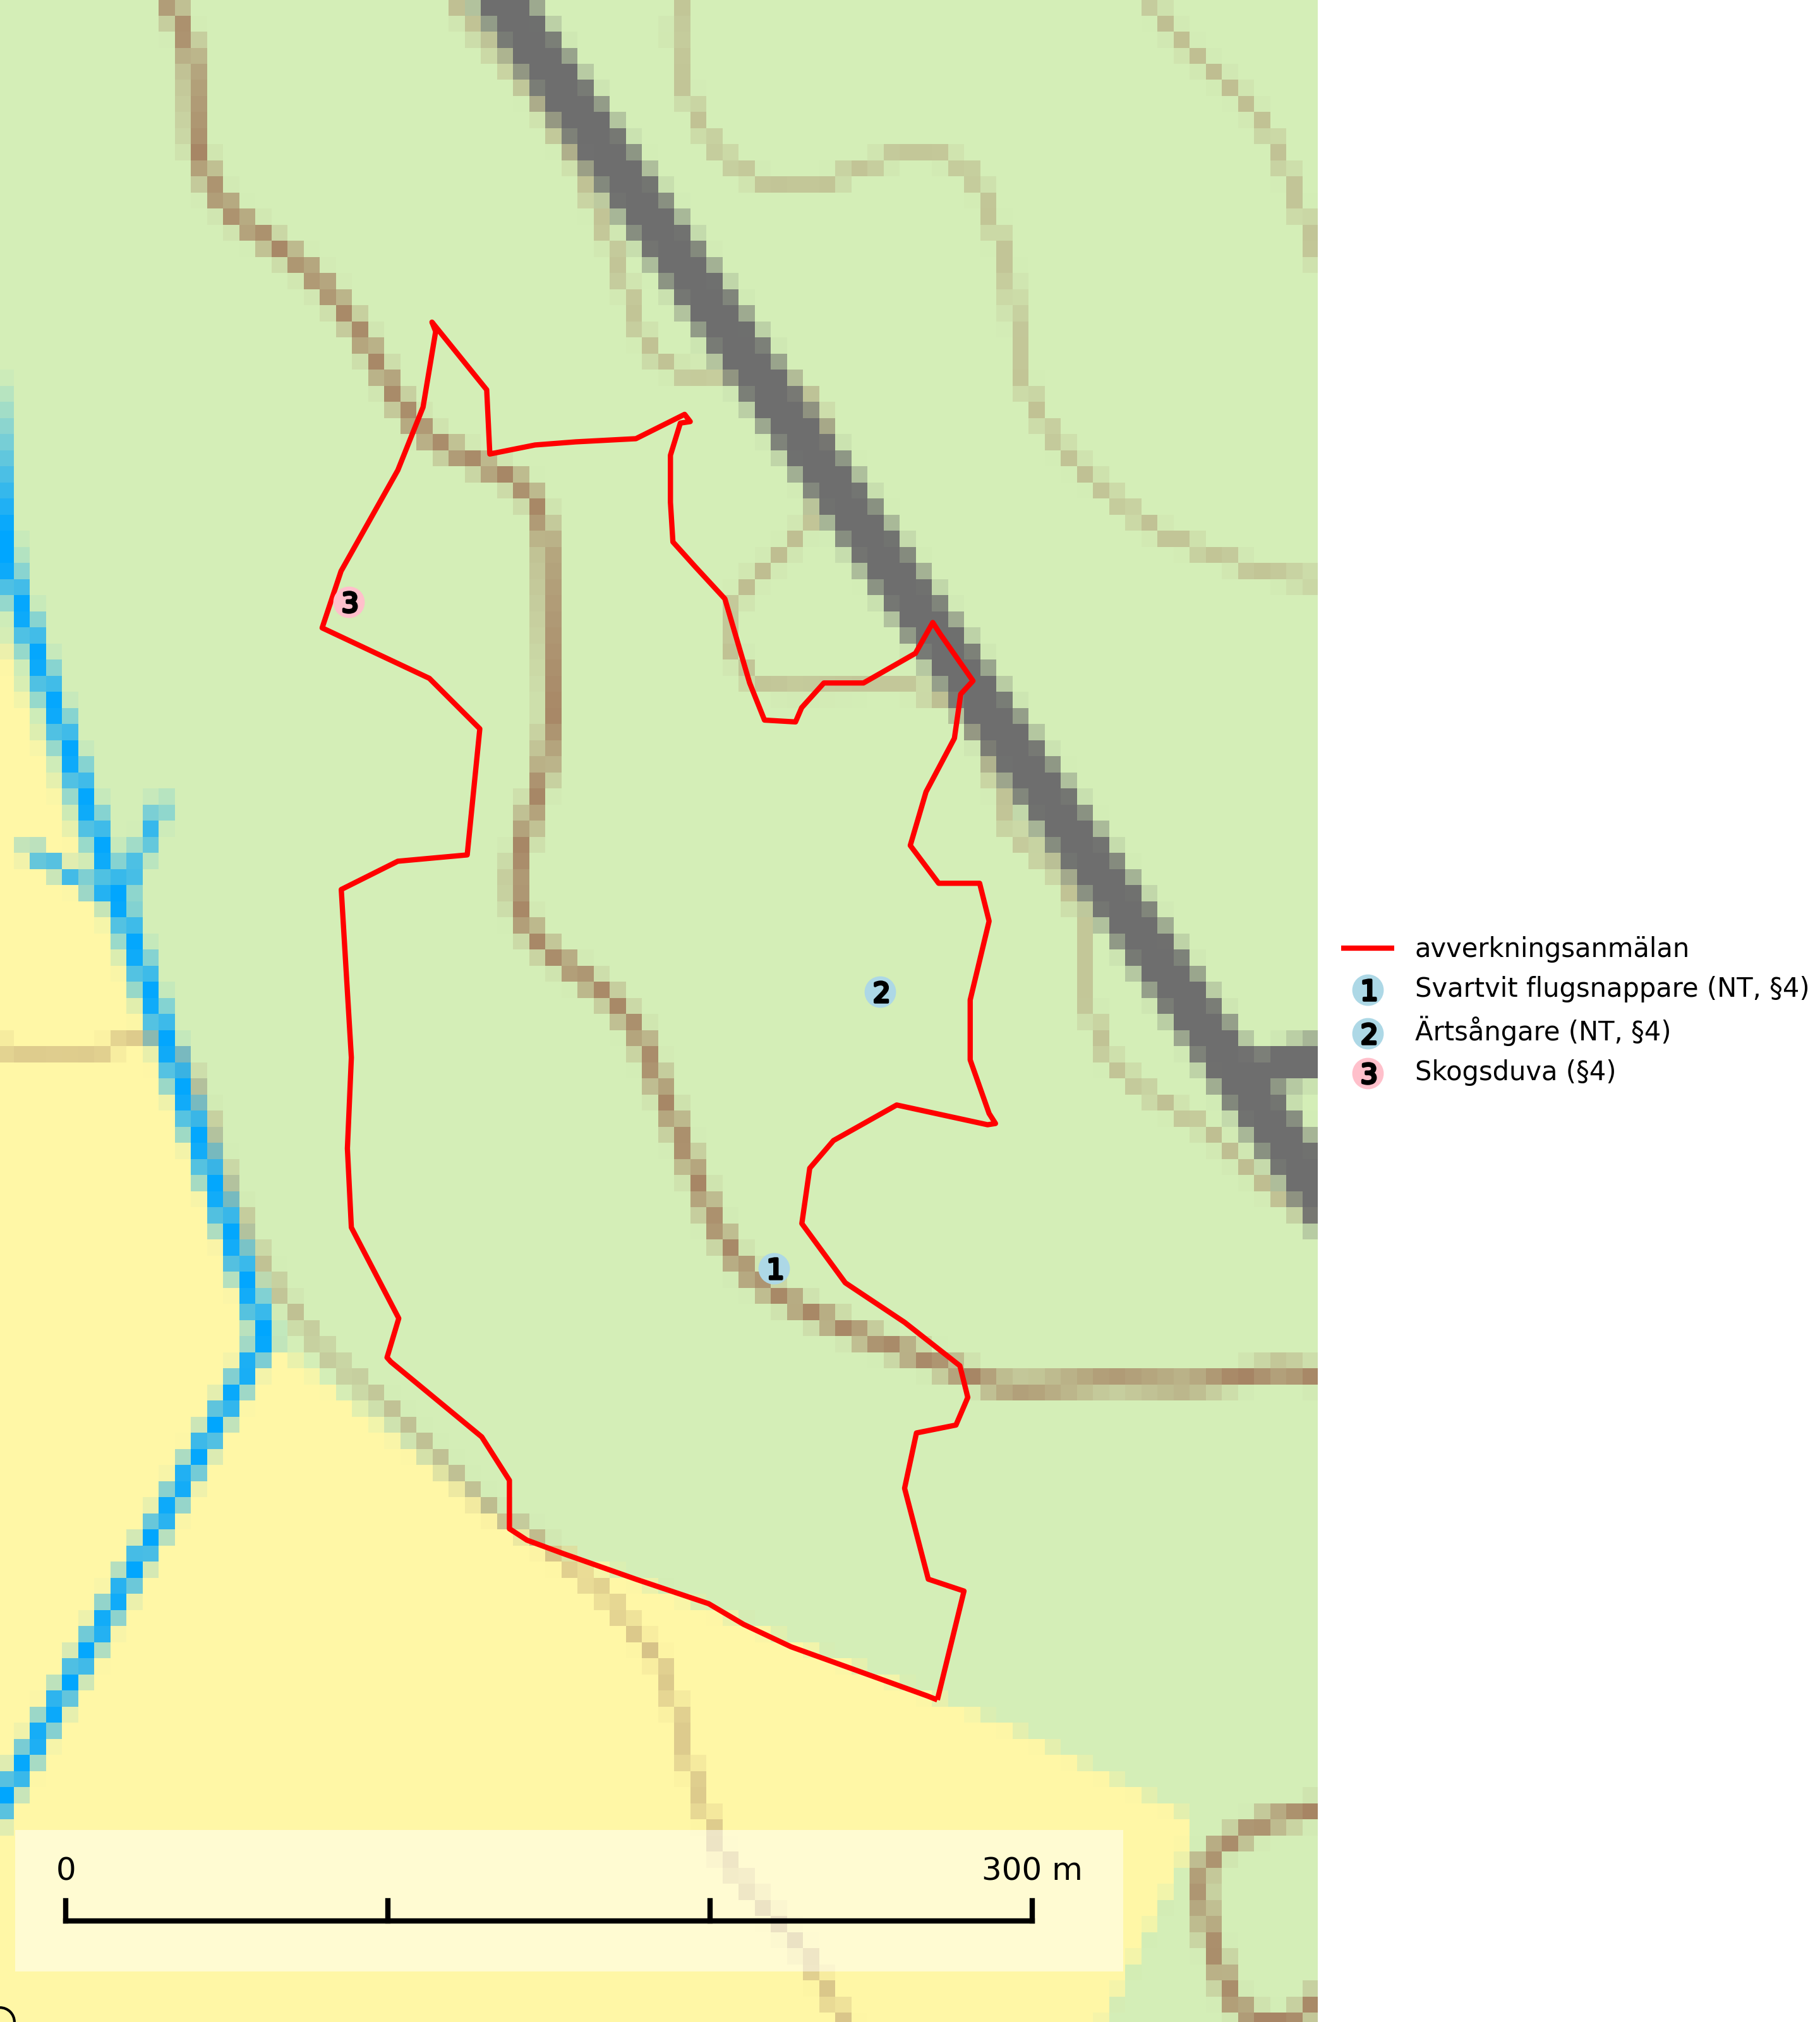 3
2
1
avverkningsanmälan
1 Svartvit flugsnappare (NT, §4)
2 Ärtsångare (NT, §4)
3 Skogsduva (§4)
0 300 m